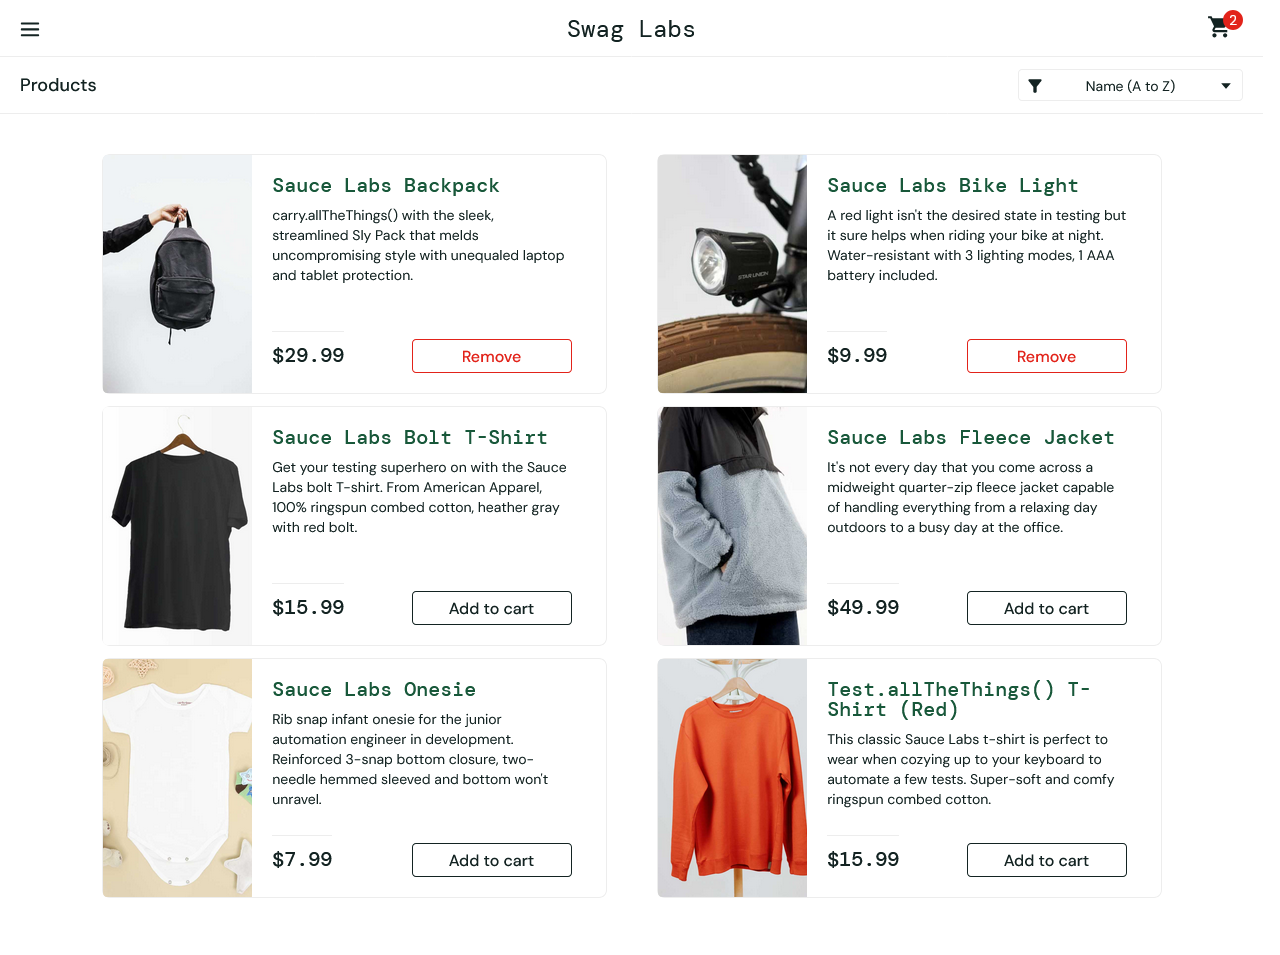 Swag Labs
2
Products
Name (A to Z)
Sauce Labs Backpack
carry.allTheThings() with the sleek,
streamlined Sly Pack that melds
uncompromising style with unequaled laptop
and tablet protection.
$29.99
Remove
Sauce Labs Bike Light
A red light isn't the desired state in testing but
it sure helps when riding your bike at night.
Water-resistant with 3 lighting modes, 1 AAA
battery included.
$9.99
Remove
STAR UNION
Sauce Labs Bolt T-Shirt
Get your testing superhero on with the Sauce
Labs bolt T-shirt. From American Apparel,
100% ringspun combed cotton, heather gray
with red bolt.
$15.99
Add to cart
Sauce Labs Fleece Jacket
It's not every day that you come across a
midweight quarter-zip fleece jacket capable
of handling everything from a relaxing day
outdoors to a busy day at the office.
$49.99
Add to cart
Sauce Labs Onesie
Rib snap infant onesie for the junior
automation engineer in development.
Reinforced 3-snap bottom closure, two-
needle hemmed sleeved and bottom won't
unravel.
$7.99
Add to cart
Test.allTheThings() T-
Shirt (Red)
This classic Sauce Labs t-shirt is perfect to
wear when cozying up to your keyboard to
automate a few tests. Super-soft and comfy
ringspun combed cotton.
$15.99
Add to cart